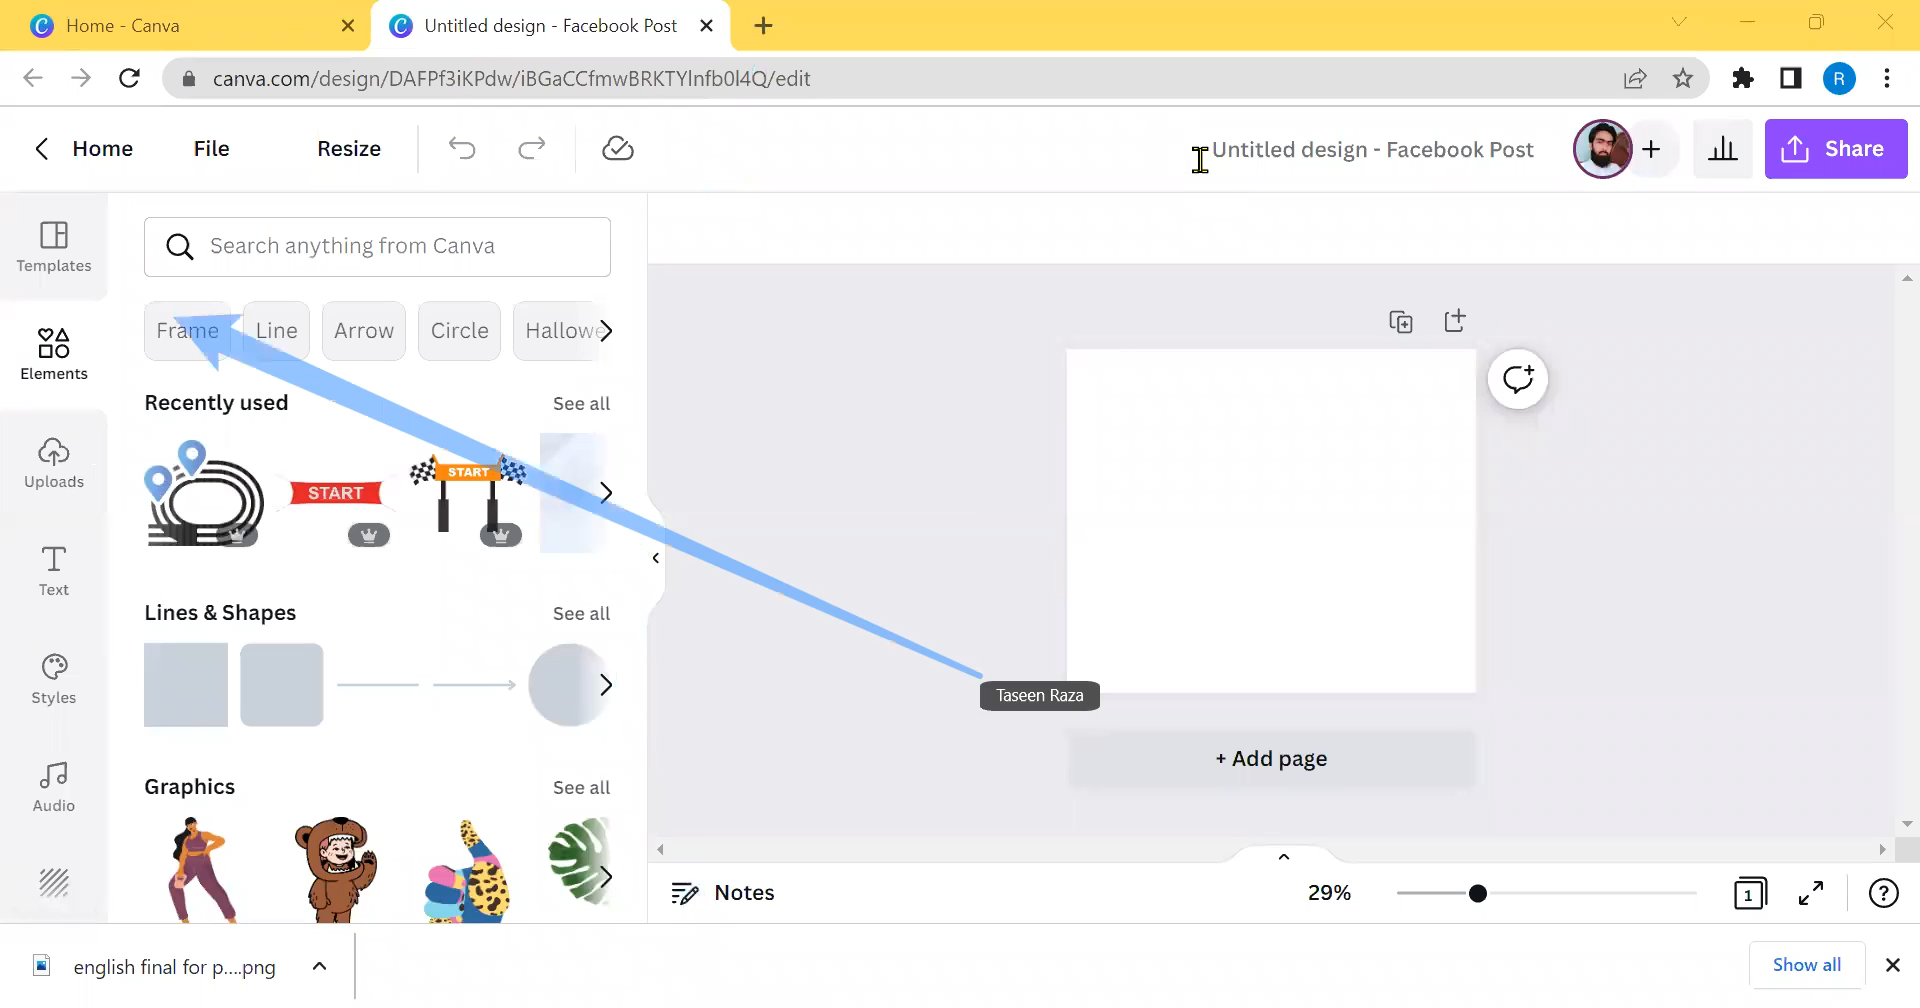 Home - Canva
Untitled design - Facebook Post
canva.com/design/DAFPf3iKPdw/iBGaCCfmwBRKTYlnfb0l4Q/edit
R
Home
File
Resize
Untitled design - Facebook Post
Share
Templates
Search anything from Canva
Frame
Line
Arrow
Circle
Hallowe
Elements
Recently used
See all
START
START
Uploads
Text
Lines & Shapes
See all
Styles
Taseen Raza
+ Add page
Graphics
See all
Audio
Notes
29%
1
english final for p....png
Show all